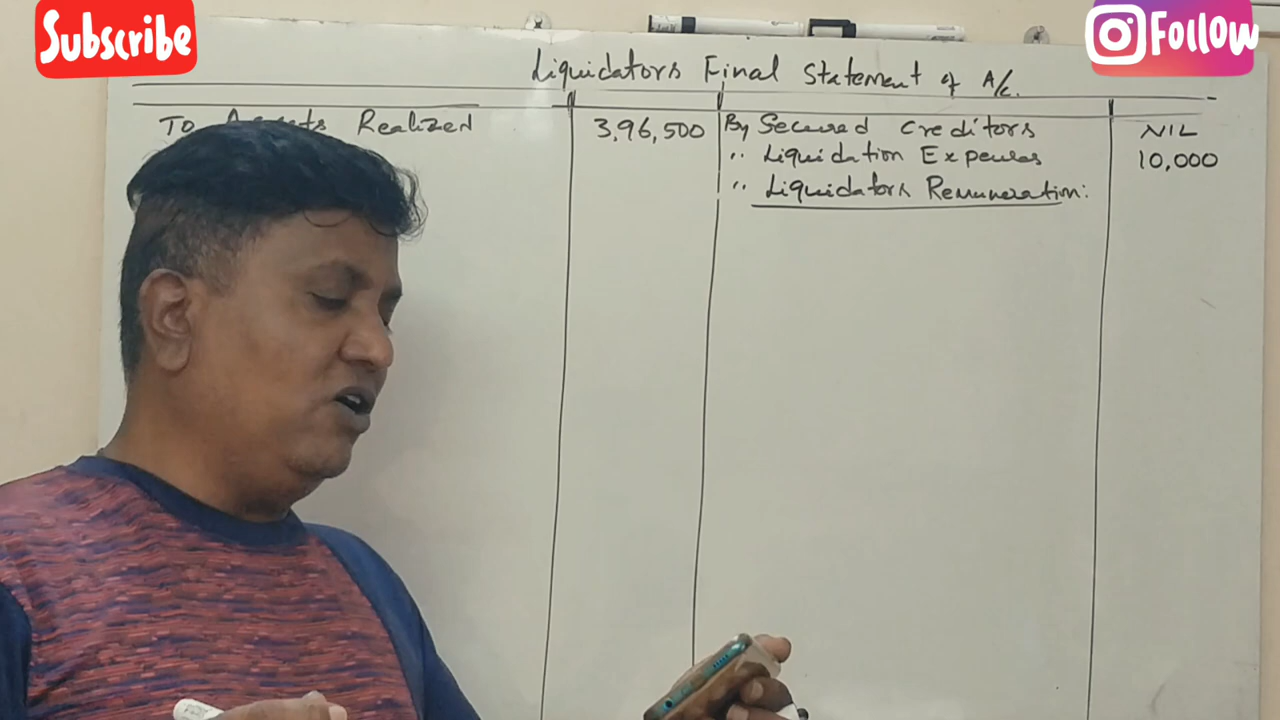 Subscribe
Follow
Liquidators Final Statement of A/c.
To Assets Realized 3,96,500 By Secured Creditors NIL
" Liquidation Expenses 10,000
" Liquidators Remuneration: